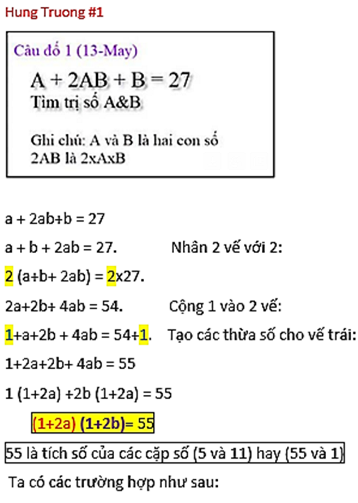 Hung Truong #1
Câu đố 1 (13-May)
A + 2AB + B = 27
Tìm trị số A&B
Ghi chú: A và B là hai con số
2AB là 2xAxB
a + 2ab+b = 27
a + b + 2ab = 27. Nhân 2 vế với 2:
2 (a+b+ 2ab) = 2x27.
2a+2b+ 4ab = 54. Cộng 1 vào 2 vế:
1+a+2b + 4ab = 54+1. Tạo các thừa số cho vế trái:
1+2a+2b+ 4ab = 55
1 (1+2a) +2b (1+2a) = 55
(1+2a) (1+2b)= 55
55 là tích số của các cặp số (5 và 11) hay (55 và 1)
Ta có các trường hợp như sau: